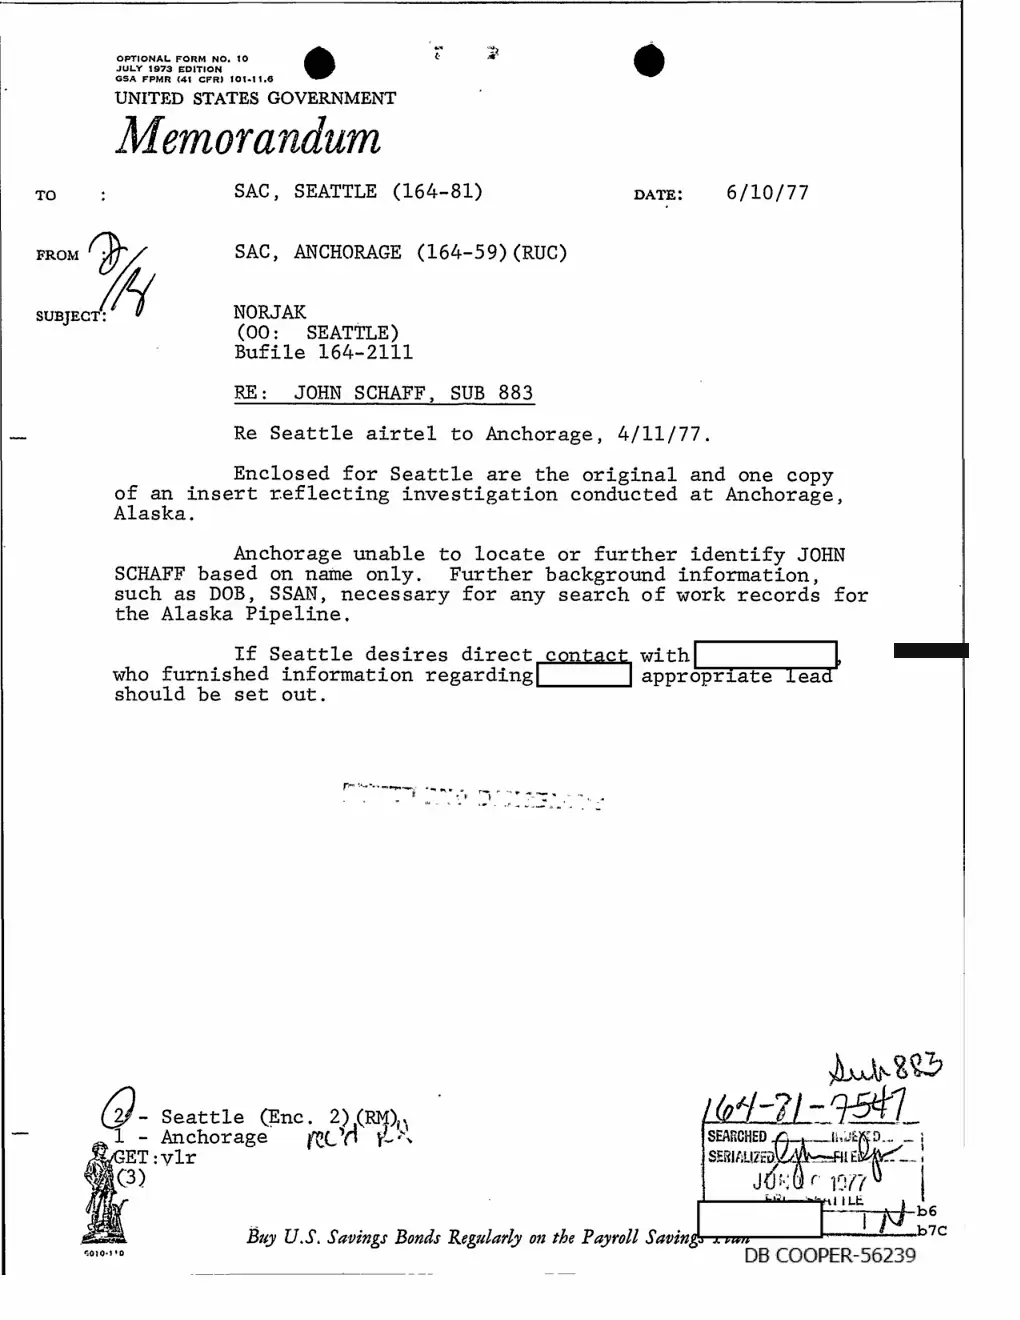 OPTIONAL FORM NO. 10
JULY 1973 EDITION
GSA FPMR (41 CFR) 101-11.6
UNITED STATES GOVERNMENT
Memorandum
TO : SAC, SEATTLE (164-81) DATE: 6/10/77
FROM : SAC, ANCHORAGE (164-59)(RUC)
SUBJECT: NORJAK
(OO: SEATTLE)
Bufile 164-2111
RE: JOHN SCHAFF, SUB 883
Re Seattle airtel to Anchorage, 4/11/77.
Enclosed for Seattle are the original and one copy
of an insert reflecting investigation conducted at Anchorage,
Alaska.
Anchorage unable to locate or further identify JOHN
SCHAFF based on name only. Further background information,
such as DOB, SSAN, necessary for any search of work records for
the Alaska Pipeline.
If Seattle desires direct contact with ,
who furnished information regarding appropriate lead
should be set out.
Sub 883
164-81-7547
2 - Seattle (Enc. 2)(RM)
1 - Anchorage rec'd
GET:vlr
(3)
SEARCHED INDEXED
SERIALIZED FILED
1977
SEATTLE
b6
b7C
5010-110
Buy U.S. Savings Bonds Regularly on the Payroll Savings Plan
DB COOPER-56239